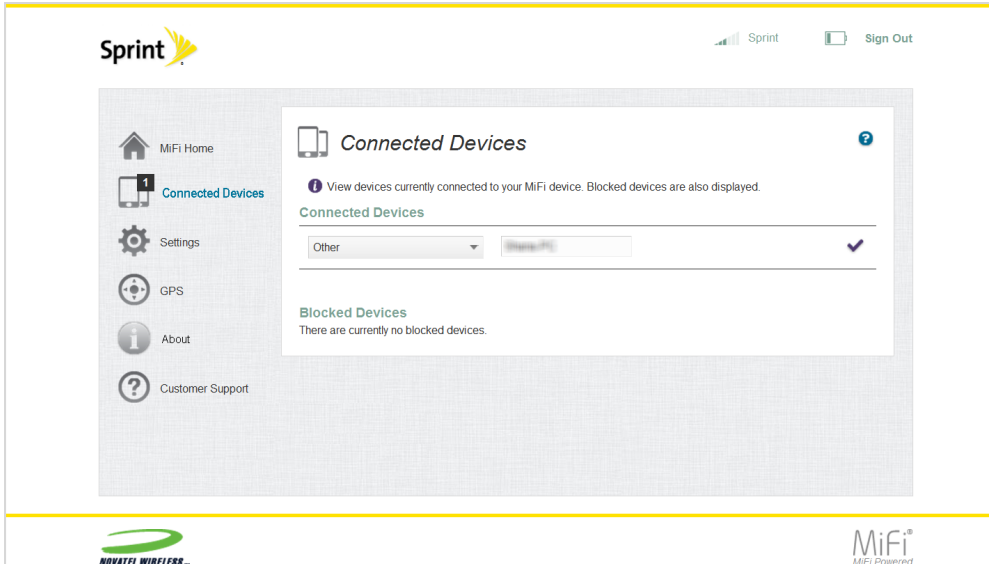 Sprint
Sprint
Sign Out
MiFi Home
1
Connected Devices
Settings
GPS
About
Customer Support
Connected Devices
View devices currently connected to your MiFi device. Blocked devices are also displayed.
Connected Devices
Other
Blocked Devices
There are currently no blocked devices.
NOVATEL WIRELESS
MiFi®
MiFi Powered